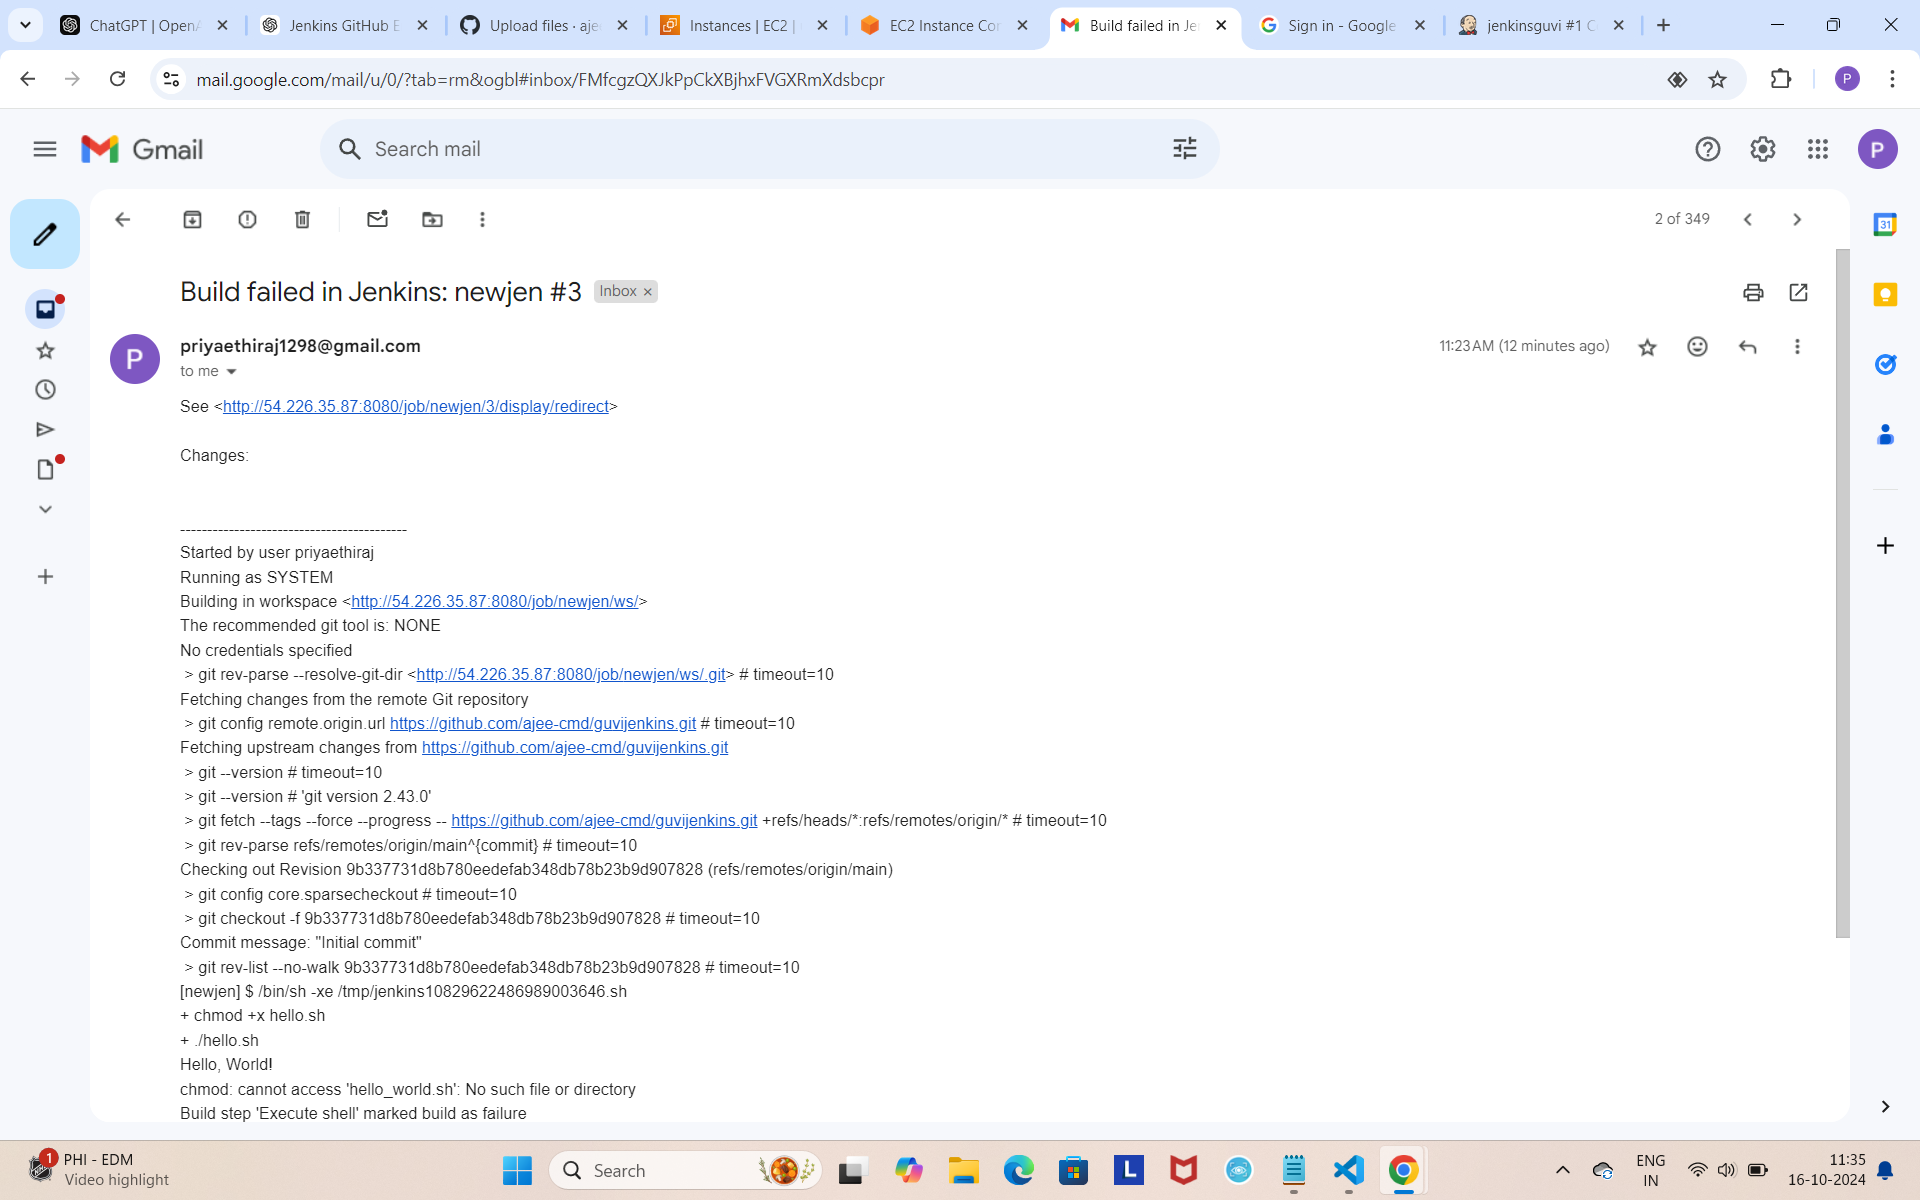 ChatGPT | OpenA
Jenkins GitHub E
Upload files · aje
Instances | EC2 |
EC2 Instance Con
Build failed in Jen
Sign in - Google
jenkinsguvi #1 C
mail.google.com/mail/u/0/?tab=rm&ogbl#inbox/FMfcgzQXJkPpCkXBjhxFVGXRmXdsbcpr
P
Gmail
Search mail
P
2 of 349
31
Build failed in Jenkins: newjen #3
Inbox ×
P
priyaethiraj1298@gmail.com
11:23 AM (12 minutes ago)
to me
See <http://54.226.35.87:8080/job/newjen/3/display/redirect>
Changes:
------------------------------------------
Started by user priyaethiraj
Running as SYSTEM
Building in workspace <http://54.226.35.87:8080/job/newjen/ws/>
The recommended git tool is: NONE
No credentials specified
> git rev-parse --resolve-git-dir <http://54.226.35.87:8080/job/newjen/ws/.git> # timeout=10
Fetching changes from the remote Git repository
> git config remote.origin.url https://github.com/ajee-cmd/guvijenkins.git # timeout=10
Fetching upstream changes from https://github.com/ajee-cmd/guvijenkins.git
> git --version # timeout=10
> git --version # 'git version 2.43.0'
> git fetch --tags --force --progress -- https://github.com/ajee-cmd/guvijenkins.git +refs/heads/*:refs/remotes/origin/* # timeout=10
> git rev-parse refs/remotes/origin/main^{commit} # timeout=10
Checking out Revision 9b337731d8b780eedefab348db78b23b9d907828 (refs/remotes/origin/main)
> git config core.sparsecheckout # timeout=10
> git checkout -f 9b337731d8b780eedefab348db78b23b9d907828 # timeout=10
Commit message: "Initial commit"
> git rev-list --no-walk 9b337731d8b780eedefab348db78b23b9d907828 # timeout=10
[newjen] $ /bin/sh -xe /tmp/jenkins10829622486989003646.sh
+ chmod +x hello.sh
+ ./hello.sh
Hello, World!
chmod: cannot access 'hello_world.sh': No such file or directory
Build step 'Execute shell' marked build as failure
1
PHI - EDM
Video highlight
Search
L
ENG
IN
11:35
16-10-2024